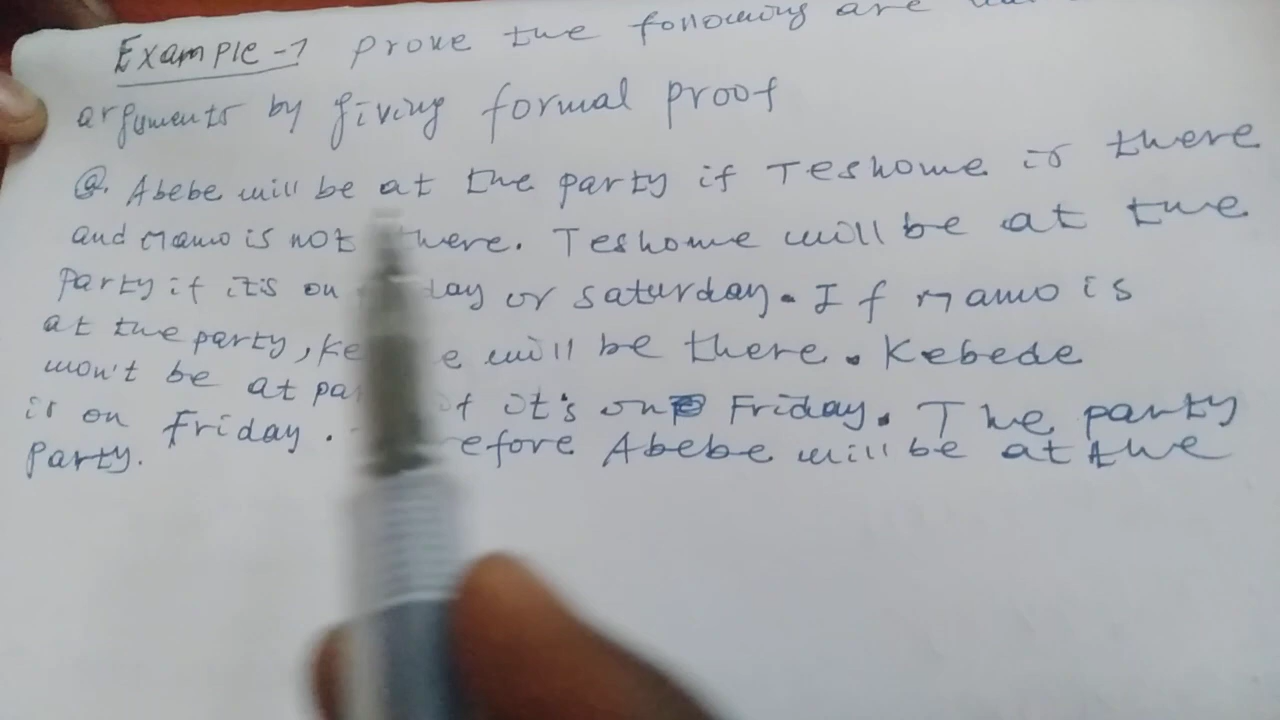 Example-1 prove the following are
arguments by giving formal proof
@. Abebe will be at the party if Teshome is there
and Mamo is not there. Teshome will be at the
party if it's on day or saturday. If Mamo is
at the party, Ke e will be there. Kebede
won't be at pa if it's on Friday. The party
is on Friday. efore Abebe will be at the
party.